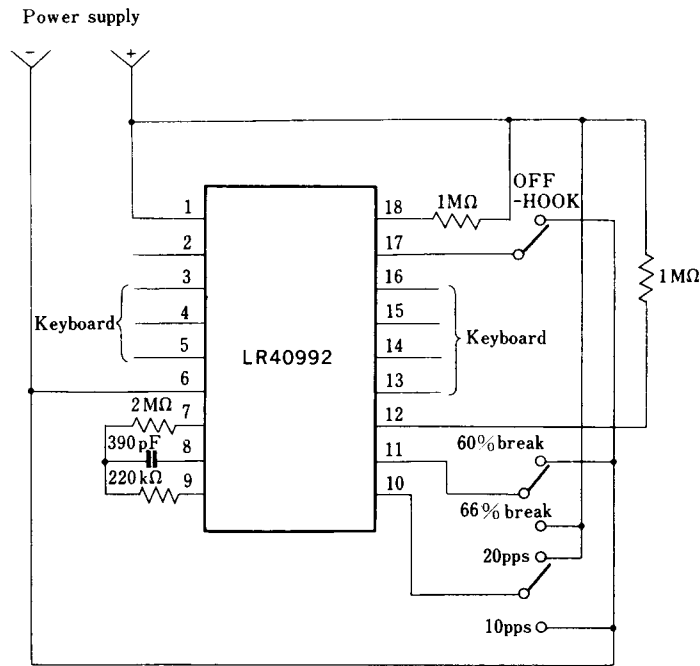 Power supply
- +
OFF
-HOOK
1 18 1MΩ
2 17
3 16
1MΩ
Keyboard 4 15 Keyboard
5 14
LR40992
6 13
2MΩ 7 12
390pF 8 11 60% break
220kΩ 9 10
66% break
20pps
10pps